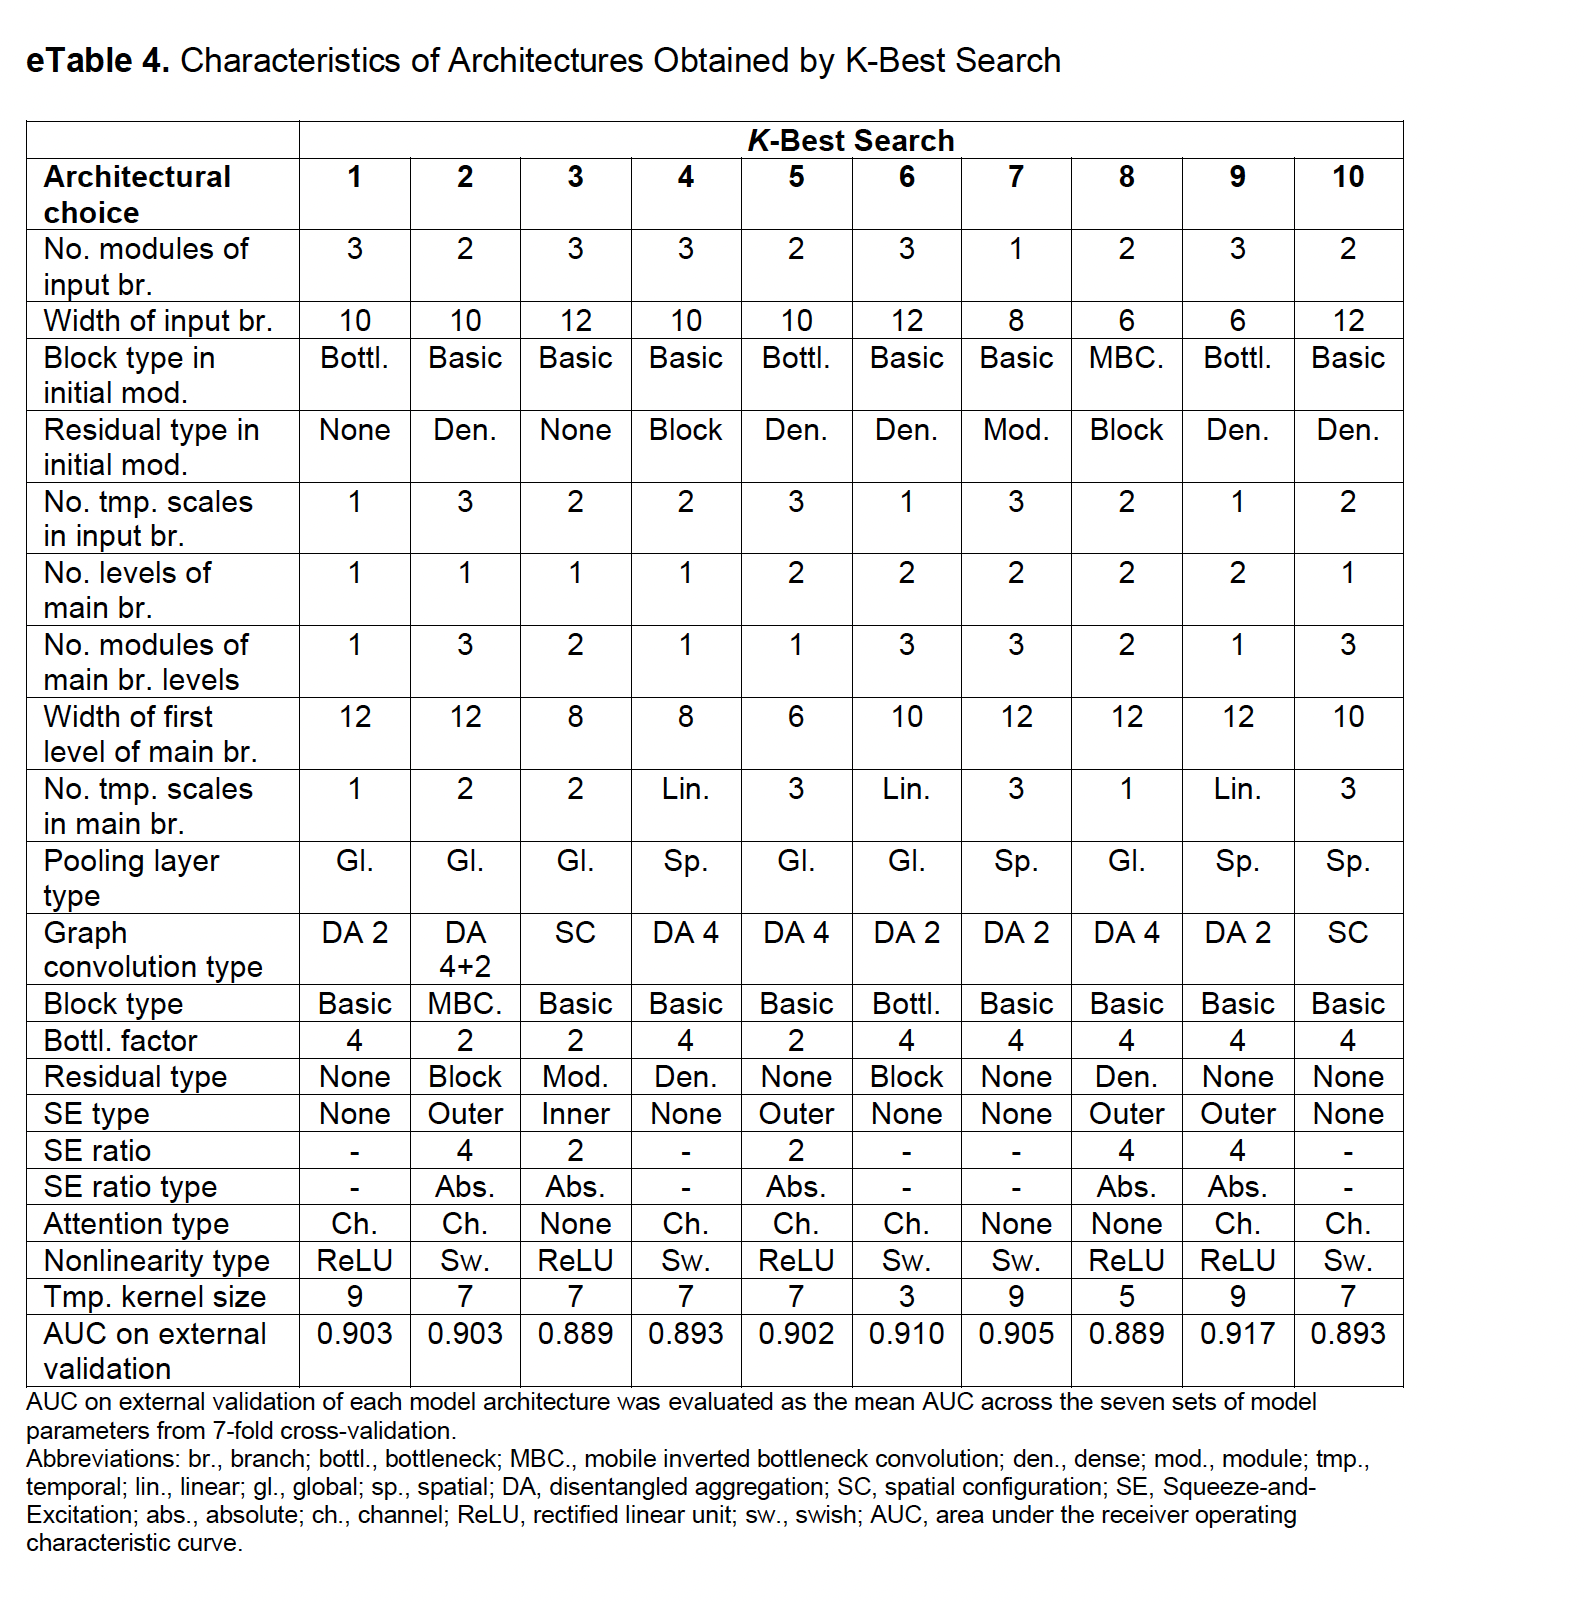 eTable 4. Characteristics of Architectures Obtained by K-Best Search
K-Best Search
Architectural choice 1 2 3 4 5 6 7 8 9 10
No. modules of input br. 3 2 3 3 2 3 1 2 3 2
Width of input br. 10 10 12 10 10 12 8 6 6 12
Block type in initial mod. Bottl. Basic Basic Basic Bottl. Basic Basic MBC. Bottl. Basic
Residual type in initial mod. None Den. None Block Den. Den. Mod. Block Den. Den.
No. tmp. scales in input br. 1 3 2 2 3 1 3 2 1 2
No. levels of main br. 1 1 1 1 2 2 2 2 2 1
No. modules of main br. levels 1 3 2 1 1 3 3 2 1 3
Width of first level of main br. 12 12 8 8 6 10 12 12 12 10
No. tmp. scales in main br. 1 2 2 Lin. 3 Lin. 3 1 Lin. 3
Pooling layer type Gl. Gl. Gl. Sp. Gl. Gl. Sp. Gl. Sp. Sp.
Graph convolution type DA 2 DA 4+2 SC DA 4 DA 4 DA 2 DA 2 DA 4 DA 2 SC
Block type Basic MBC. Basic Basic Basic Bottl. Basic Basic Basic Basic
Bottl. factor 4 2 2 4 2 4 4 4 4 4
Residual type None Block Mod. Den. None Block None Den. None None
SE type None Outer Inner None Outer None None Outer Outer None
SE ratio - 4 2 - 2 - - 4 4 -
SE ratio type - Abs. Abs. - Abs. - - Abs. Abs. -
Attention type Ch. Ch. None Ch. Ch. Ch. None None Ch. Ch.
Nonlinearity type ReLU Sw. ReLU Sw. ReLU Sw. Sw. ReLU ReLU Sw.
Tmp. kernel size 9 7 7 7 7 3 9 5 9 7
AUC on external validation 0.903 0.903 0.889 0.893 0.902 0.910 0.905 0.889 0.917 0.893
AUC on external validation of each model architecture was evaluated as the mean AUC across the seven sets of model
parameters from 7-fold cross-validation.
Abbreviations: br., branch; bottl., bottleneck; MBC., mobile inverted bottleneck convolution; den., dense; mod., module; tmp.,
temporal; lin., linear; gl., global; sp., spatial; DA, disentangled aggregation; SC, spatial configuration; SE, Squeeze-and-
Excitation; abs., absolute; ch., channel; ReLU, rectified linear unit; sw., swish; AUC, area under the receiver operating
characteristic curve.